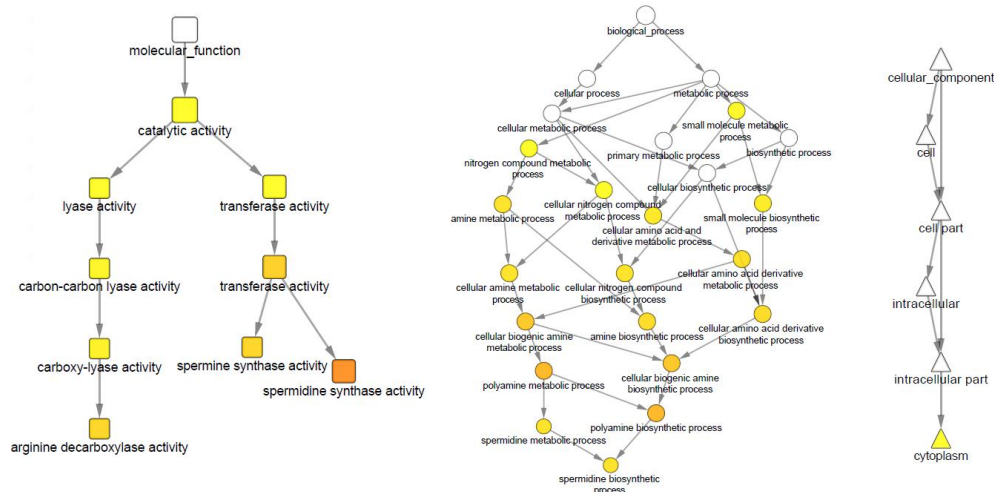 molecular_function
catalytic activity
lyase activity
transferase activity
carbon-carbon lyase activity
transferase activity
carboxy-lyase activity
spermine synthase activity
spermidine synthase activity
arginine decarboxylase activity
biological_process
cellular process
metabolic process
cellular metabolic process
small molecule metabolic
process
nitrogen compound metabolic
process
primary metabolic process
biosynthetic process
cellular biosynthetic process
amine metabolic process
cellular nitrogen compound
metabolic process
cellular amino acid and
derivative metabolic process
small molecule biosynthetic
process
cellular amine metabolic
process
cellular nitrogen compound
biosynthetic process
cellular amino acid derivative
metabolic process
cellular biogenic amine
metabolic process
amine biosynthetic process
cellular amino acid derivative
biosynthetic process
polyamine metabolic process
cellular biogenic amine
biosynthetic process
spermidine metabolic process
polyamine biosynthetic process
spermidine biosynthetic
process
cellular_component
cell
cell part
intracellular
intracellular part
cytoplasm